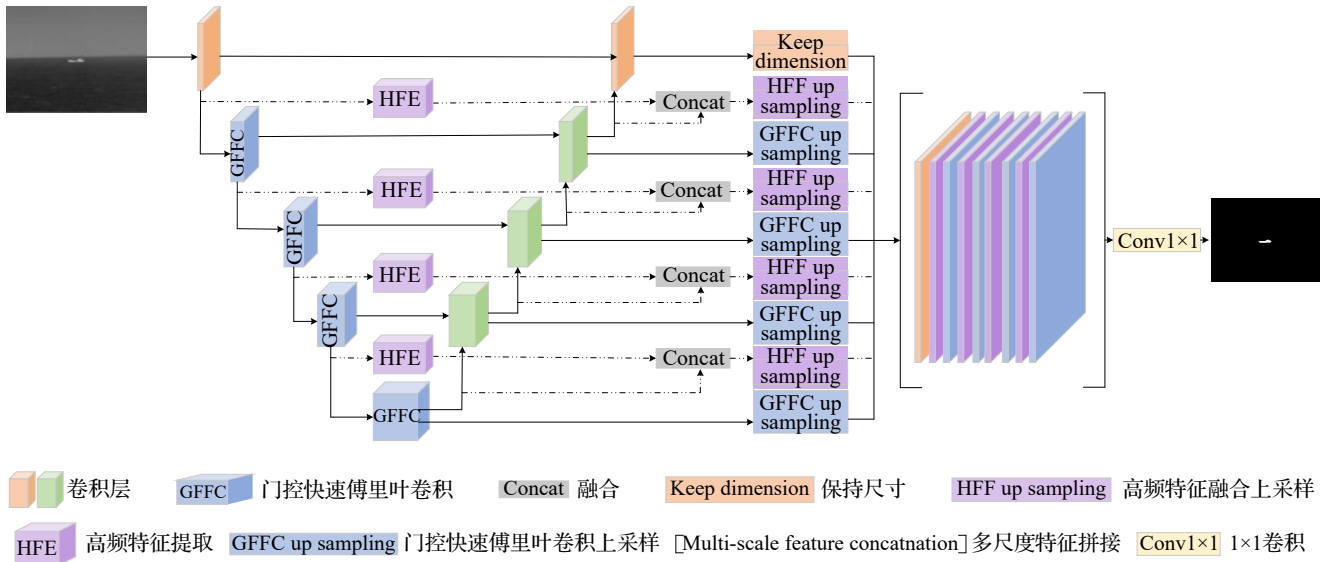 Keep
dimension
HFE
Concat
HFF up
sampling
GFFC
GFFC up
sampling
HFE
Concat
HFF up
sampling
GFFC
GFFC up
sampling
Conv1×1
HFE
Concat
HFF up
sampling
GFFC
GFFC up
sampling
HFE
Concat
HFF up
sampling
GFFC
GFFC up
sampling
卷积层
GFFC 门控快速傅里叶卷积
Concat 融合
Keep dimension 保持尺寸
HFF up sampling 高频特征融合上采样
HFE 高频特征提取
GFFC up sampling 门控快速傅里叶卷积上采样
[Multi-scale feature concatnation] 多尺度特征拼接
Conv1×1 1×1卷积